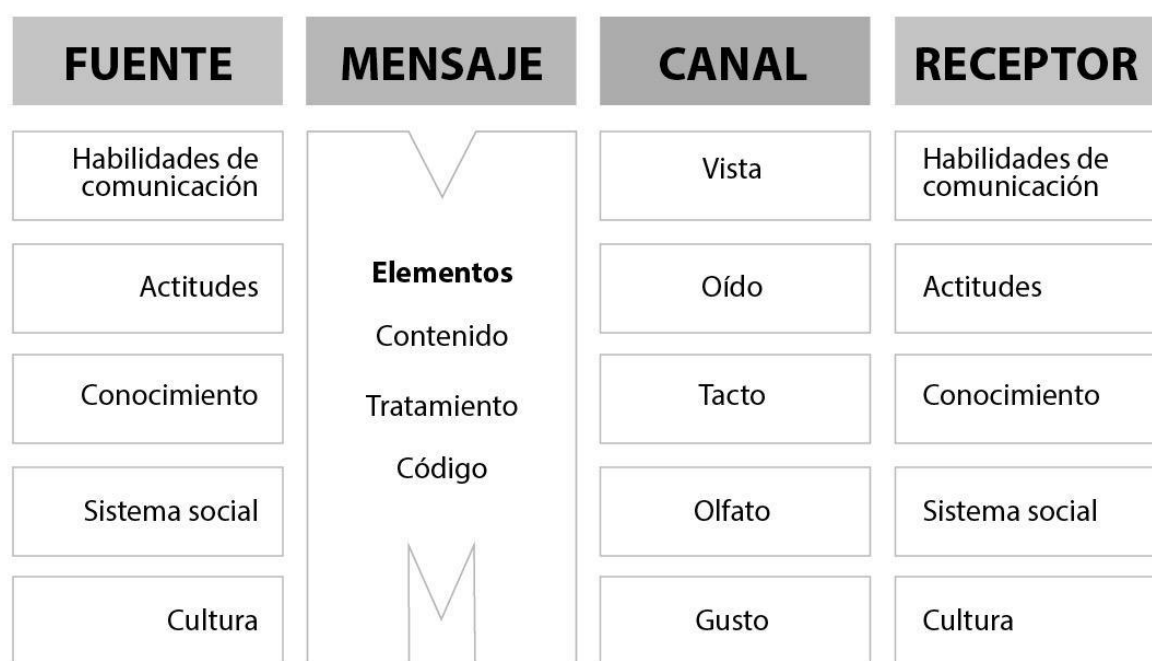 FUENTE
MENSAJE
CANAL
RECEPTOR
Habilidades de
comunicación
Actitudes
Conocimiento
Sistema social
Cultura
Elementos
Contenido
Tratamiento
Código
Vista
Oído
Tacto
Olfato
Gusto
Habilidades de
comunicación
Actitudes
Conocimiento
Sistema social
Cultura